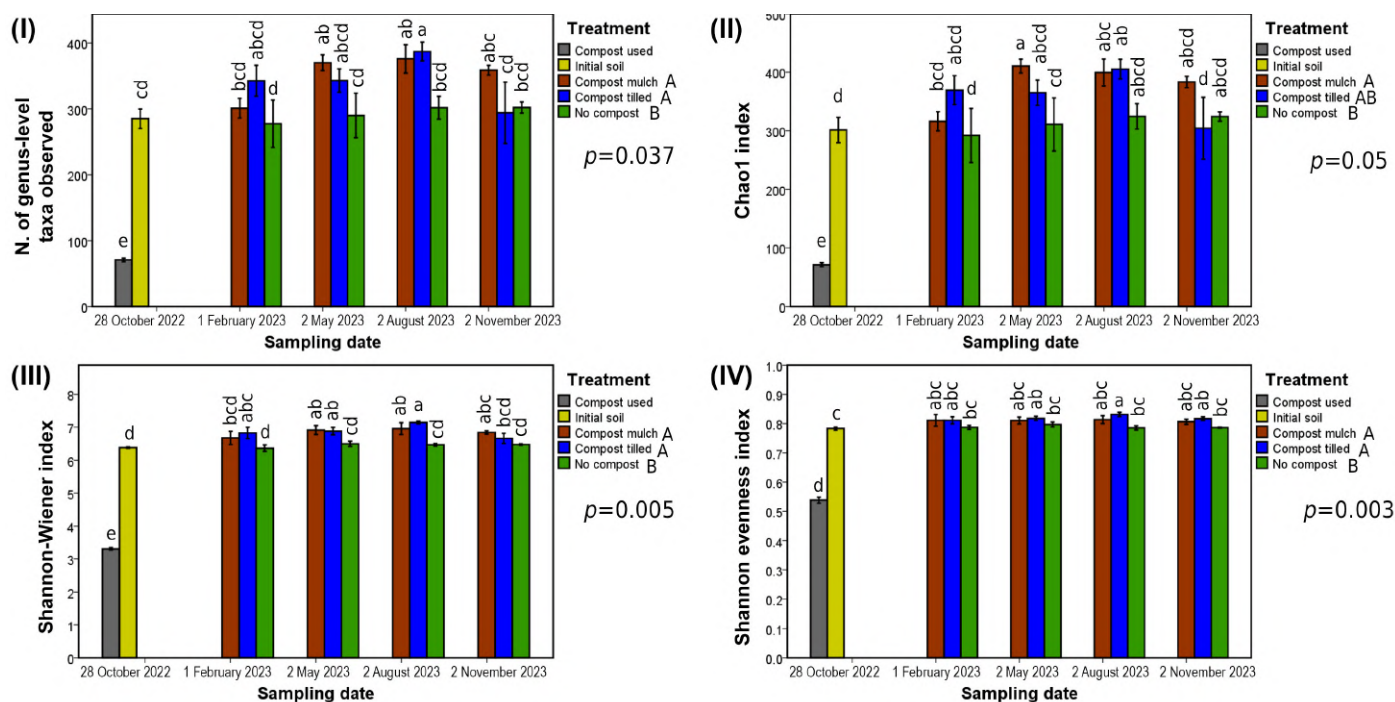 (I)
N. of genus-level
taxa observed
400
300
200
100
0
e
cd
bcd
abcd
d
ab
abcd
cd
ab
a
bcd
abc
cd
bcd
28 October 2022
1 February 2023
2 May 2023
2 August 2023
2 November 2023
Sampling date
Treatment
Compost used
Initial soil
Compost mulch A
Compost tilled A
No compost B
p=0.037
(II)
Chao1 index
500
400
300
200
100
0
e
d
bcd
abcd
d
a
abcd
cd
abc
ab
abcd
abcd
d
abcd
28 October 2022
1 February 2023
2 May 2023
2 August 2023
2 November 2023
Sampling date
Treatment
Compost used
Initial soil
Compost mulch A
Compost tilled AB
No compost B
p=0.05
(III)
Shannon-Wiener index
8
7
6
5
4
3
2
1
0
e
d
bcd
abc
d
ab
ab
cd
ab
a
cd
abc
bcd
cd
28 October 2022
1 February 2023
2 May 2023
2 August 2023
2 November 2023
Sampling date
Treatment
Compost used
Initial soil
Compost mulch A
Compost tilled A
No compost B
p=0.005
(IV)
Shannon evenness index
1.0
0.9
0.8
0.7
0.6
0.5
0.4
0.3
0.2
0.1
0.0
d
c
abc
abc
bc
abc
ab
bc
abc
a
bc
abc
ab
bc
28 October 2022
1 February 2023
2 May 2023
2 August 2023
2 November 2023
Sampling date
Treatment
Compost used
Initial soil
Compost mulch A
Compost tilled A
No compost B
p=0.003